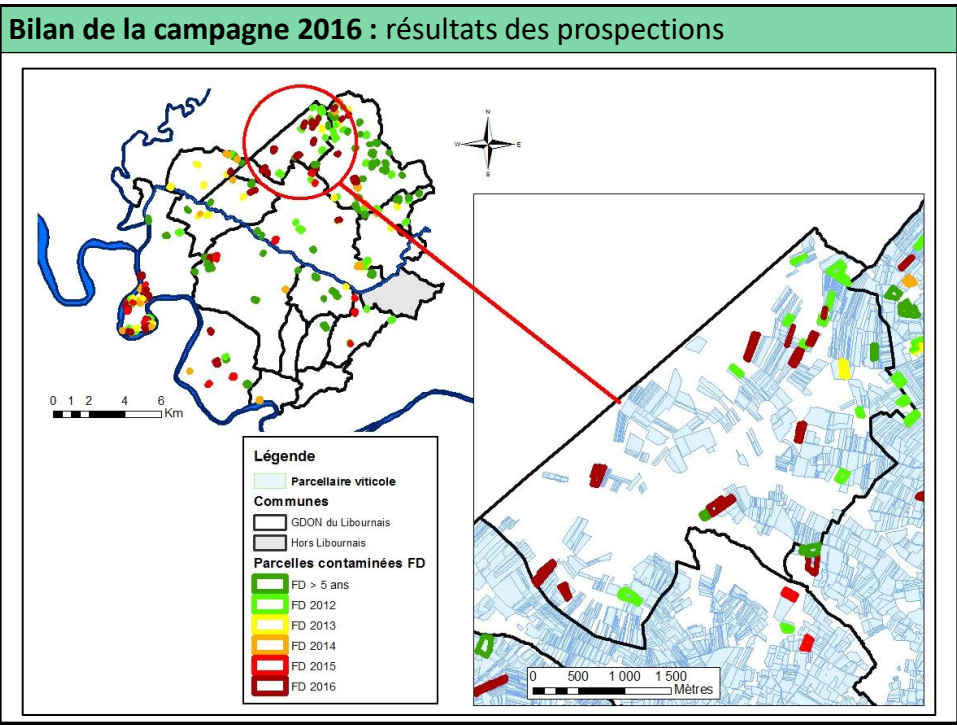 Bilan de la campagne 2016 : résultats des prospections
N
W E
S
0 1 2 4 6
Km
Légende
Parcellaire viticole
Communes
GDON du Libournais
Hors Libournais
Parcelles contaminées FD
FD > 5 ans
FD 2012
FD 2013
FD 2014
FD 2015
FD 2016
0 500 1 000 1 500
Mètres